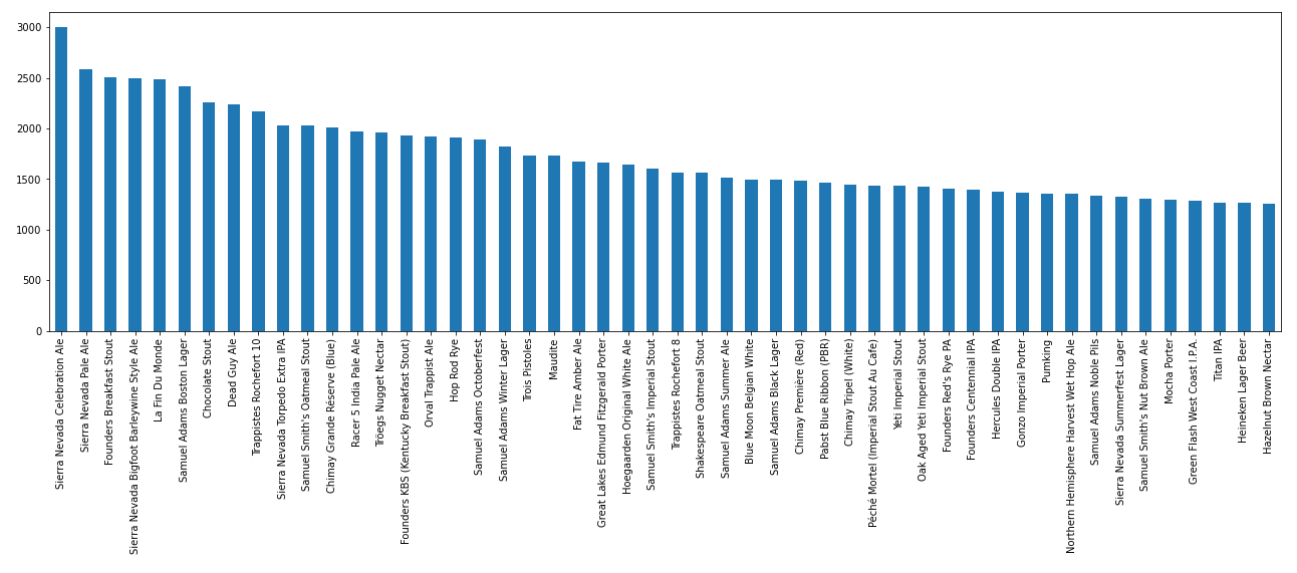 3000
2500
2000
1500
1000
500
0
Sierra Nevada Celebration Ale
Sierra Nevada Pale Ale
Founders Breakfast Stout
Sierra Nevada Bigfoot Barleywine Style Ale
La Fin Du Monde
Samuel Adams Boston Lager
Chocolate Stout
Dead Guy Ale
Trappistes Rochefort 10
Sierra Nevada Torpedo Extra IPA
Samuel Smith's Oatmeal Stout
Chimay Grande Réserve (Blue)
Racer 5 India Pale Ale
Tröegs Nugget Nectar
Founders KBS (Kentucky Breakfast Stout)
Orval Trappist Ale
Hop Rod Rye
Samuel Adams Octoberfest
Samuel Adams Winter Lager
Trois Pistoles
Maudite
Fat Tire Amber Ale
Great Lakes Edmund Fitzgerald Porter
Hoegaarden Original White Ale
Samuel Smith's Imperial Stout
Trappistes Rochefort 8
Shakespeare Oatmeal Stout
Samuel Adams Summer Ale
Blue Moon Belgian White
Samuel Adams Black Lager
Chimay Première (Red)
Pabst Blue Ribbon (PBR)
Chimay Tripel (White)
Péché Mortel (Imperial Stout Au Cafe)
Yeti Imperial Stout
Oak Aged Yeti Imperial Stout
Founders Red's Rye PA
Founders Centennial IPA
Hercules Double IPA
Gonzo Imperial Porter
Pumking
Northern Hemisphere Harvest Wet Hop Ale
Samuel Adams Noble Pils
Sierra Nevada Summerfest Lager
Samuel Smith's Nut Brown Ale
Mocha Porter
Green Flash West Coast I.P.A.
Titan IPA
Heineken Lager Beer
Hazelnut Brown Nectar